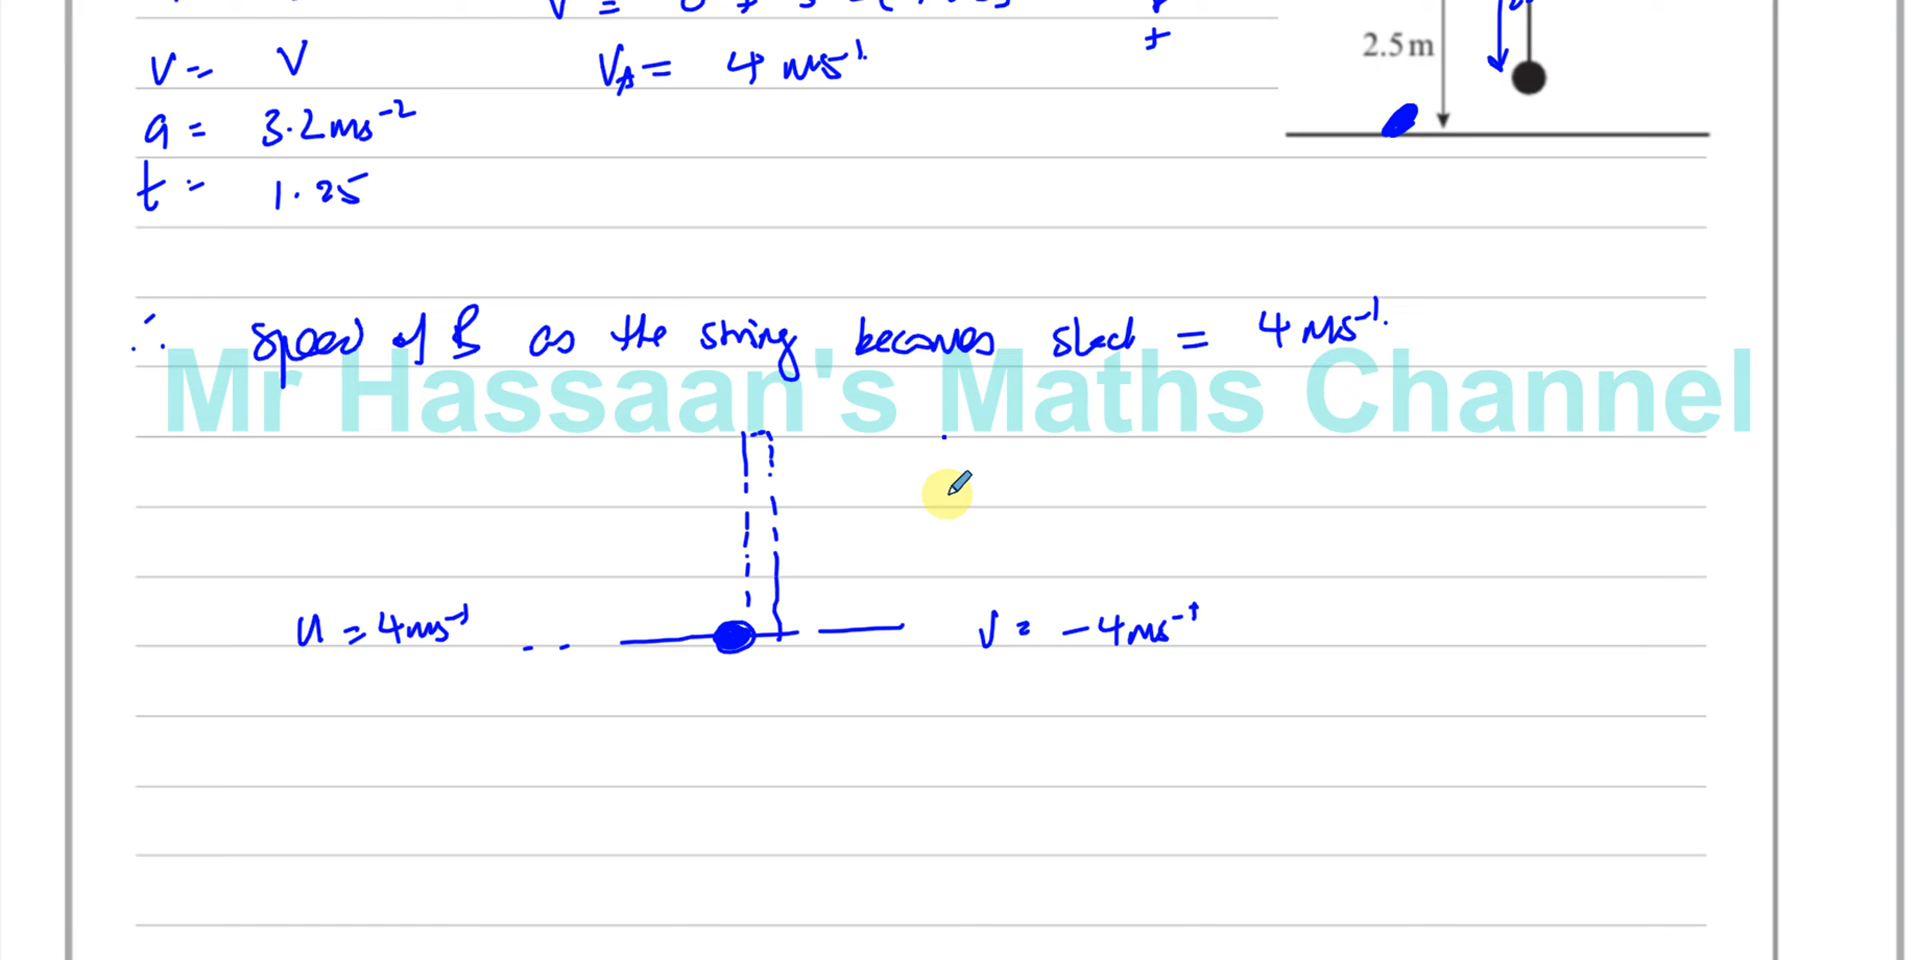 2.5 m
v = V
V_A = 4 ms⁻¹.
a = 3.2 ms⁻²
t = 1.25
∴ speed of B as the string becomes slack = 4 ms⁻¹.
Mr Hassaan's Maths Channel
u = 4 ms⁻¹
V = -4 ms⁻¹